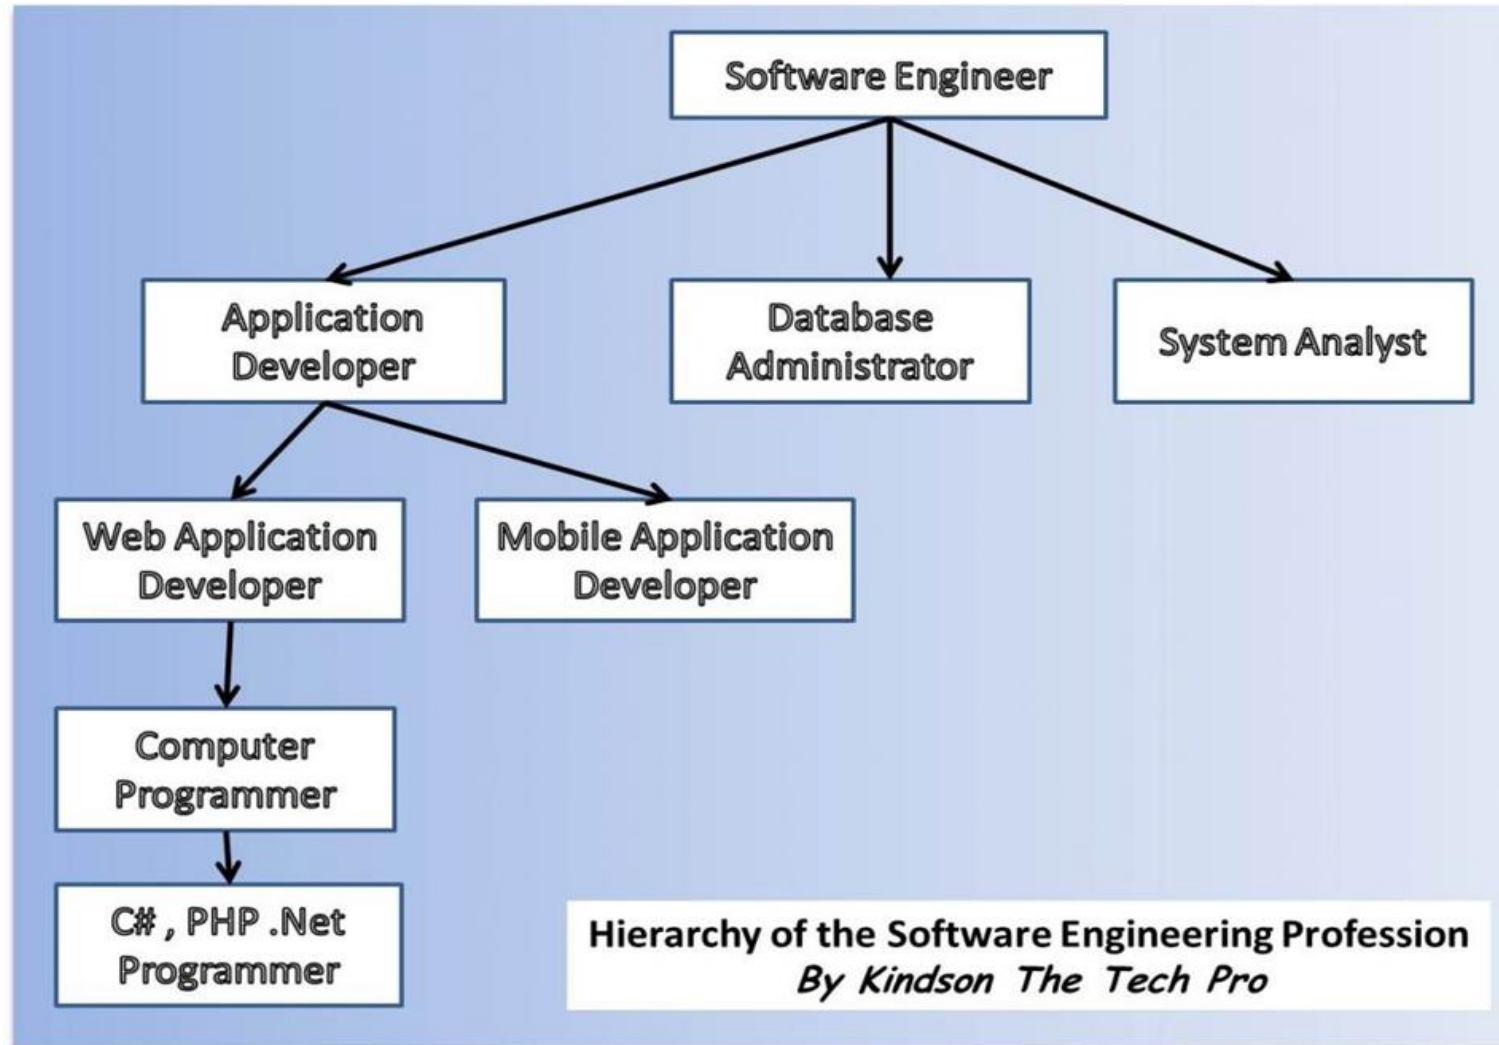 Software Engineer
Application
Developer
Database
Administrator
System Analyst
Web Application
Developer
Mobile Application
Developer
Computer
Programmer
C# , PHP .Net
Programmer
Hierarchy of the Software Engineering Profession
By Kindson The Tech Pro